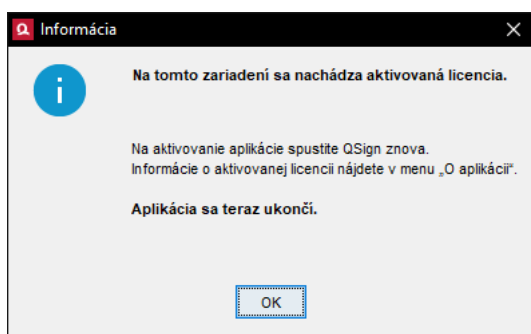 Informácia
Na tomto zariadení sa nachádza aktivovaná licencia.
Na aktivovanie aplikácie spustite QSign znova.
Informácie o aktivovanej licencii nájdete v menu „O aplikácií“.
Aplikácia sa teraz ukončí.
OK